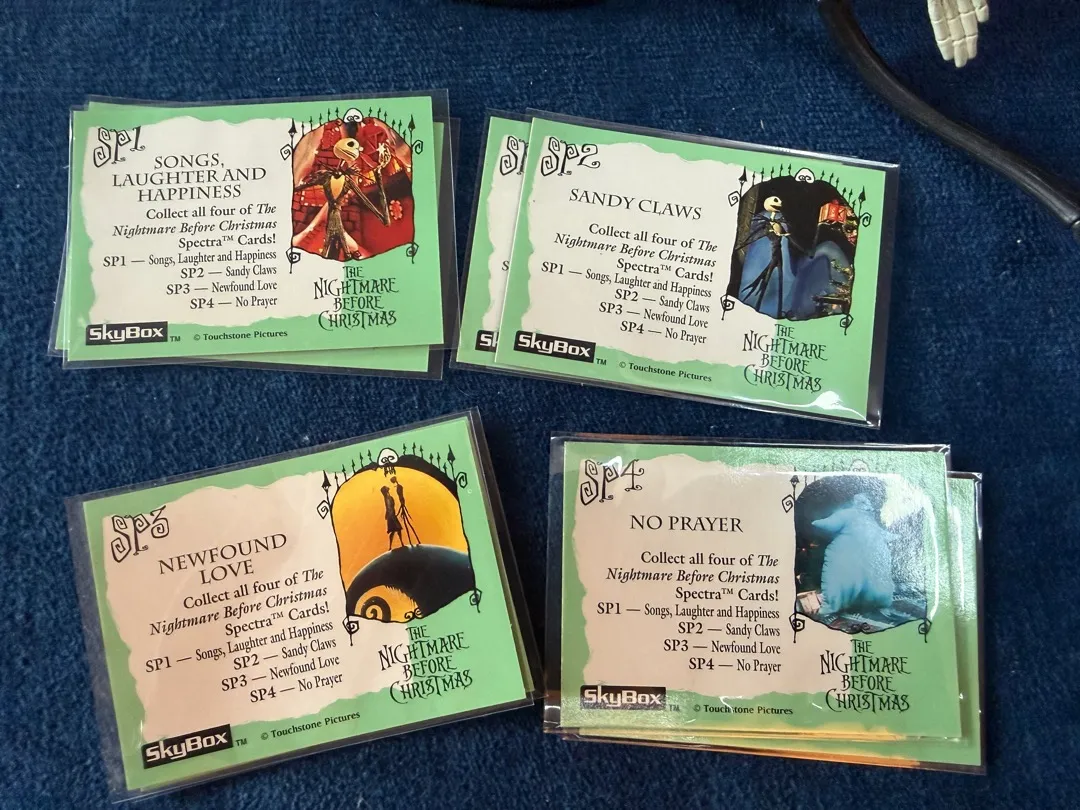 SP1
SONGS,
LAUGHTER AND
HAPPINESS
Collect all four of The
Nightmare Before Christmas
Spectra™ Cards!
SP1 — Songs, Laughter and Happiness
SP2 — Sandy Claws
SP3 — Newfound Love
SP4 — No Prayer
THE
NIGHTMARE
BEFORE
CHRISTMAS
SkyBox™ © Touchstone Pictures
SP2
SANDY CLAWS
Collect all four of The
Nightmare Before Christmas
Spectra™ Cards!
SP1 — Songs, Laughter and Happiness
SP2 — Sandy Claws
SP3 — Newfound Love
SP4 — No Prayer
THE
NIGHTMARE
BEFORE
CHRISTMAS
SkyBox™ © Touchstone Pictures
SP3
NEWFOUND
LOVE
Collect all four of The
Nightmare Before Christmas
Spectra™ Cards!
SP1 — Songs, Laughter and Happiness
SP2 — Sandy Claws
SP3 — Newfound Love
SP4 — No Prayer
THE
NIGHTMARE
BEFORE
CHRISTMAS
SkyBox™ © Touchstone Pictures
SP4
NO PRAYER
Collect all four of The
Nightmare Before Christmas
Spectra™ Cards!
SP1 — Songs, Laughter and Happiness
SP2 — Sandy Claws
SP3 — Newfound Love
SP4 — No Prayer
THE
NIGHTMARE
BEFORE
CHRISTMAS
SkyBox™ © Touchstone Pictures